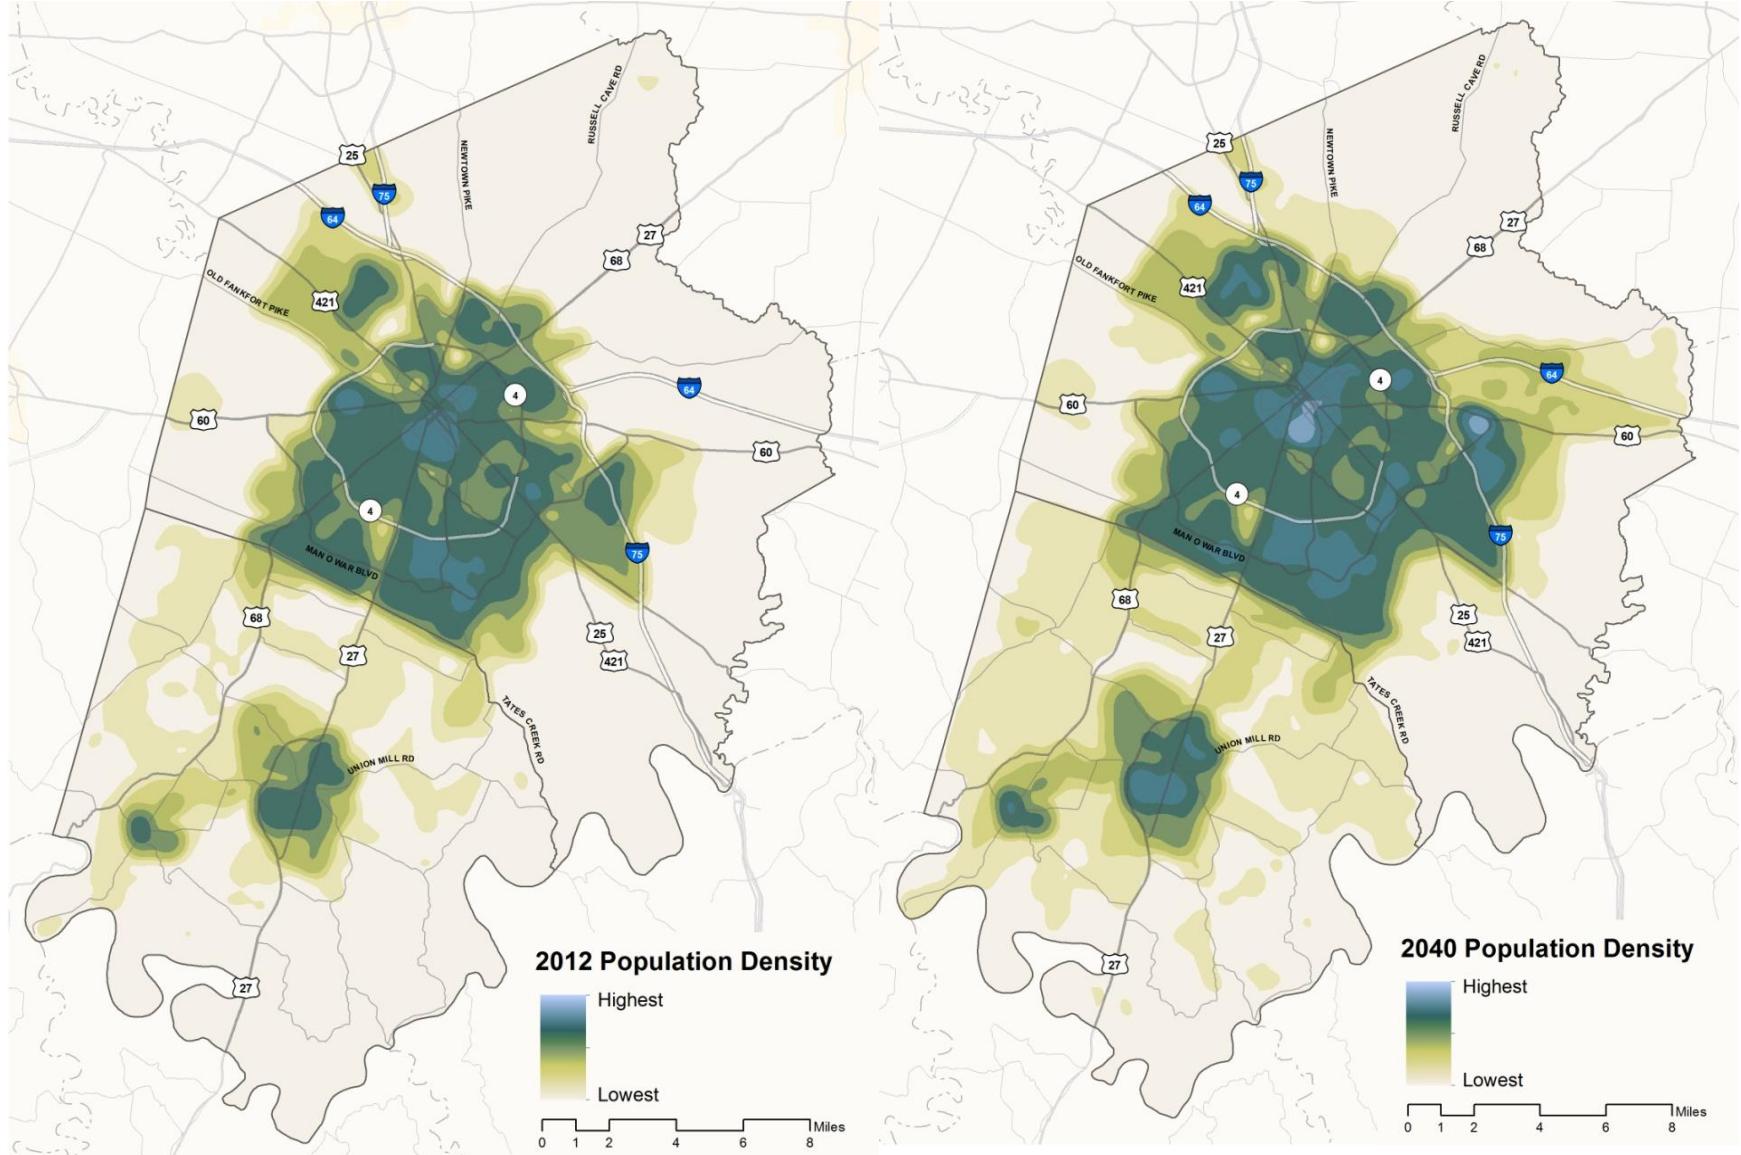 RUSSELL CAVE RD
NEWTOWN PIKE
25
75
64
27
68
OLD FANKFORT PIKE
421
64
4
60
60
4
MAN O WAR BLVD
75
68
25
27
421
TATES CREEK RD
UNION MILL RD
27
2012 Population Density
Highest
Lowest
Miles
0 1 2 4 6 8
RUSSELL CAVE RD
NEWTOWN PIKE
25
75
64
27
68
OLD FANKFORT PIKE
421
64
4
60
60
4
75
MAN O WAR BLVD
68
25
27
421
TATES CREEK RD
UNION MILL RD
27
2040 Population Density
Highest
Lowest
Miles
0 1 2 4 6 8